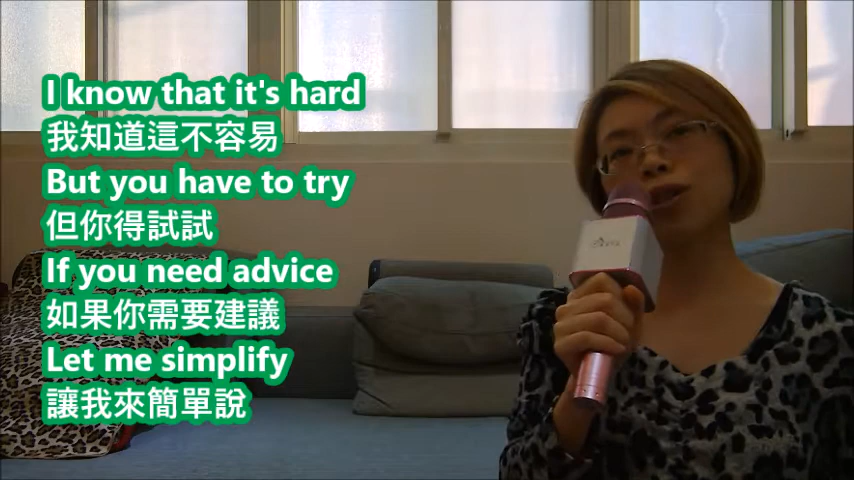 I know that it's hard
我知道這不容易
But you have to try
但你得試試
If you need advice
如果你需要建議
Let me simplify
讓我來簡單說